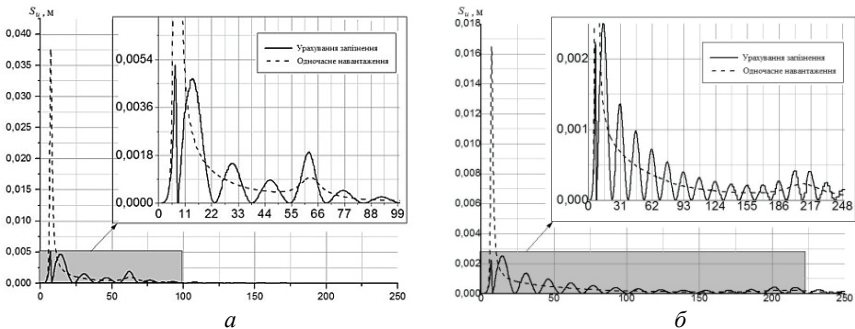 Su , м
0,040
0,035
0,030
0,025
0,020
0,015
0,010
0,005
0,000
0 50 100 150 200 250
0,0054
0,0036
0,0018
0,0000
0 11 22 33 44 55 66 77 88 99
Урахування запізнення
Одночасне навантаження
а
Su , м
0,018
0,016
0,014
0,012
0,010
0,008
0,006
0,004
0,002
0,000
0 50 100 150 200 250
0,002
0,001
0,000
0 31 62 93 124 155 186 217 248
Урахування запізнення
Одночасне навантаження
б